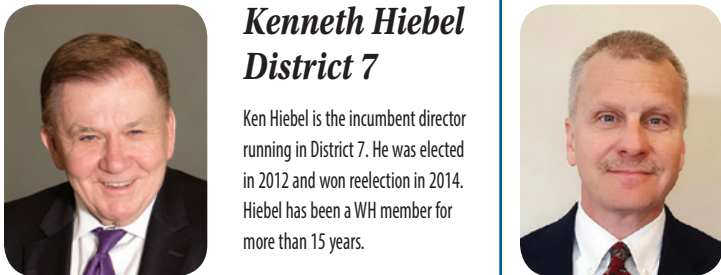 Kenneth Hiebel
District 7
Ken Hiebel is the incumbent director
running in District 7. He was elected
in 2012 and won reelection in 2014.
Hiebel has been a WH member for
more than 15 years.